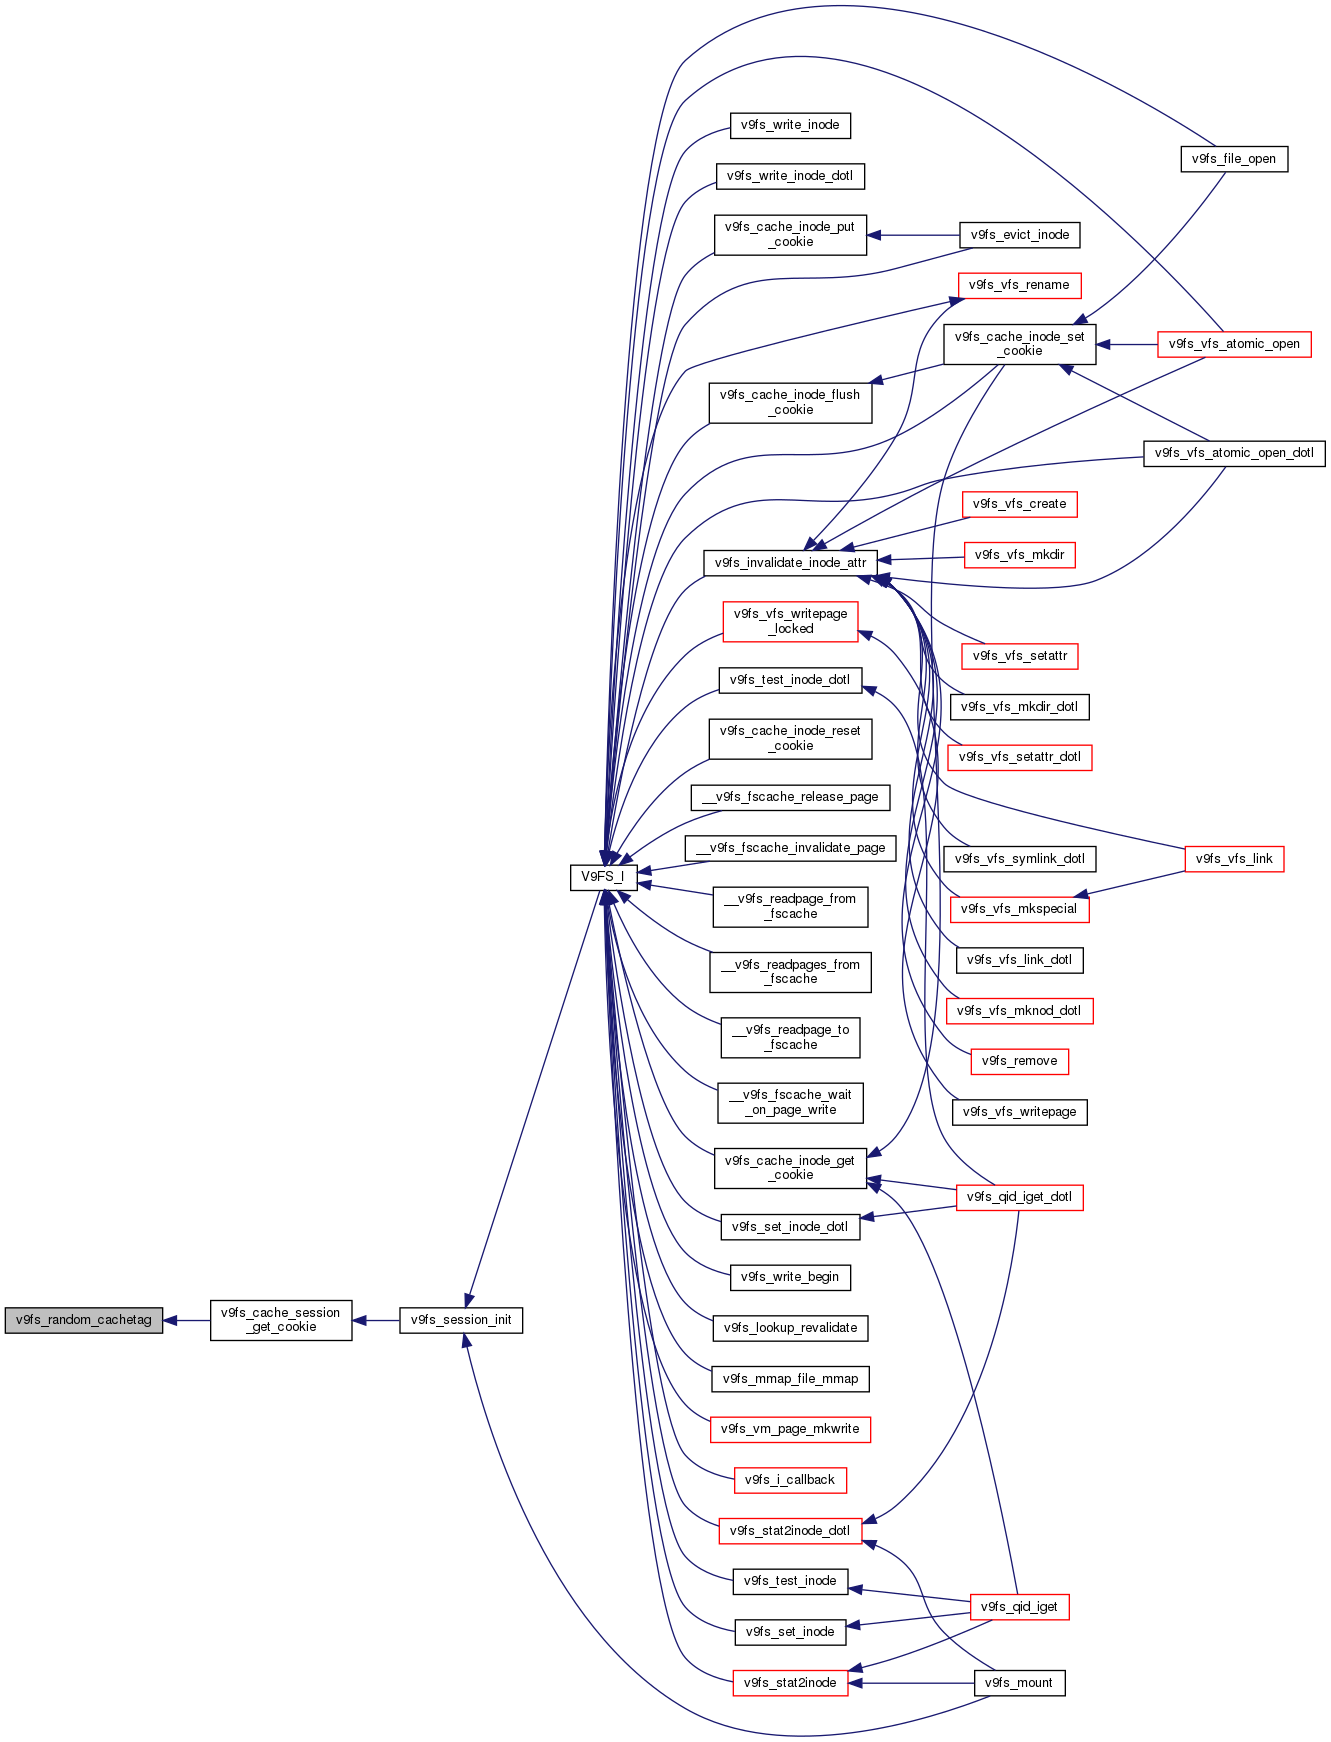 v9fs_random_cachetag
v9fs_cache_session
_get_cookie
v9fs_session_init
V9FS_I
v9fs_write_inode
v9fs_write_inode_dotl
v9fs_cache_inode_put
_cookie
v9fs_cache_inode_flush
_cookie
v9fs_invalidate_inode_attr
v9fs_vfs_writepage
_locked
v9fs_test_inode_dotl
v9fs_cache_inode_reset
_cookie
__v9fs_fscache_release_page
__v9fs_fscache_invalidate_page
__v9fs_readpage_from
_fscache
__v9fs_readpages_from
_fscache
__v9fs_readpage_to
_fscache
__v9fs_fscache_wait
_on_page_write
v9fs_cache_inode_get
_cookie
v9fs_set_inode_dotl
v9fs_write_begin
v9fs_lookup_revalidate
v9fs_mmap_file_mmap
v9fs_vm_page_mkwrite
v9fs_i_callback
v9fs_stat2inode_dotl
v9fs_test_inode
v9fs_set_inode
v9fs_stat2inode
v9fs_evict_inode
v9fs_vfs_rename
v9fs_cache_inode_set
_cookie
v9fs_vfs_create
v9fs_vfs_mkdir
v9fs_vfs_setattr
v9fs_vfs_mkdir_dotl
v9fs_vfs_setattr_dotl
v9fs_vfs_symlink_dotl
v9fs_vfs_mkspecial
v9fs_vfs_link_dotl
v9fs_vfs_mknod_dotl
v9fs_remove
v9fs_vfs_writepage
v9fs_qid_iget_dotl
v9fs_qid_iget
v9fs_mount
v9fs_file_open
v9fs_vfs_atomic_open
v9fs_vfs_atomic_open_dotl
v9fs_vfs_link